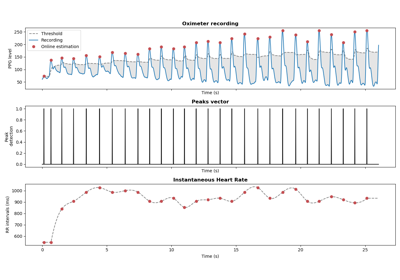 Oximeter recording
Threshold
Recording
Online estimation
PPG level
250
200
150
100
50
Time (s)
Peaks vector
Peak
detection
1.0
0.8
0.6
0.4
0.2
0.0
Time (s)
Instantaneous Heart Rate
RR intervals (ms)
1000
900
800
700
600
0
5
10
15
20
25
Time (s)